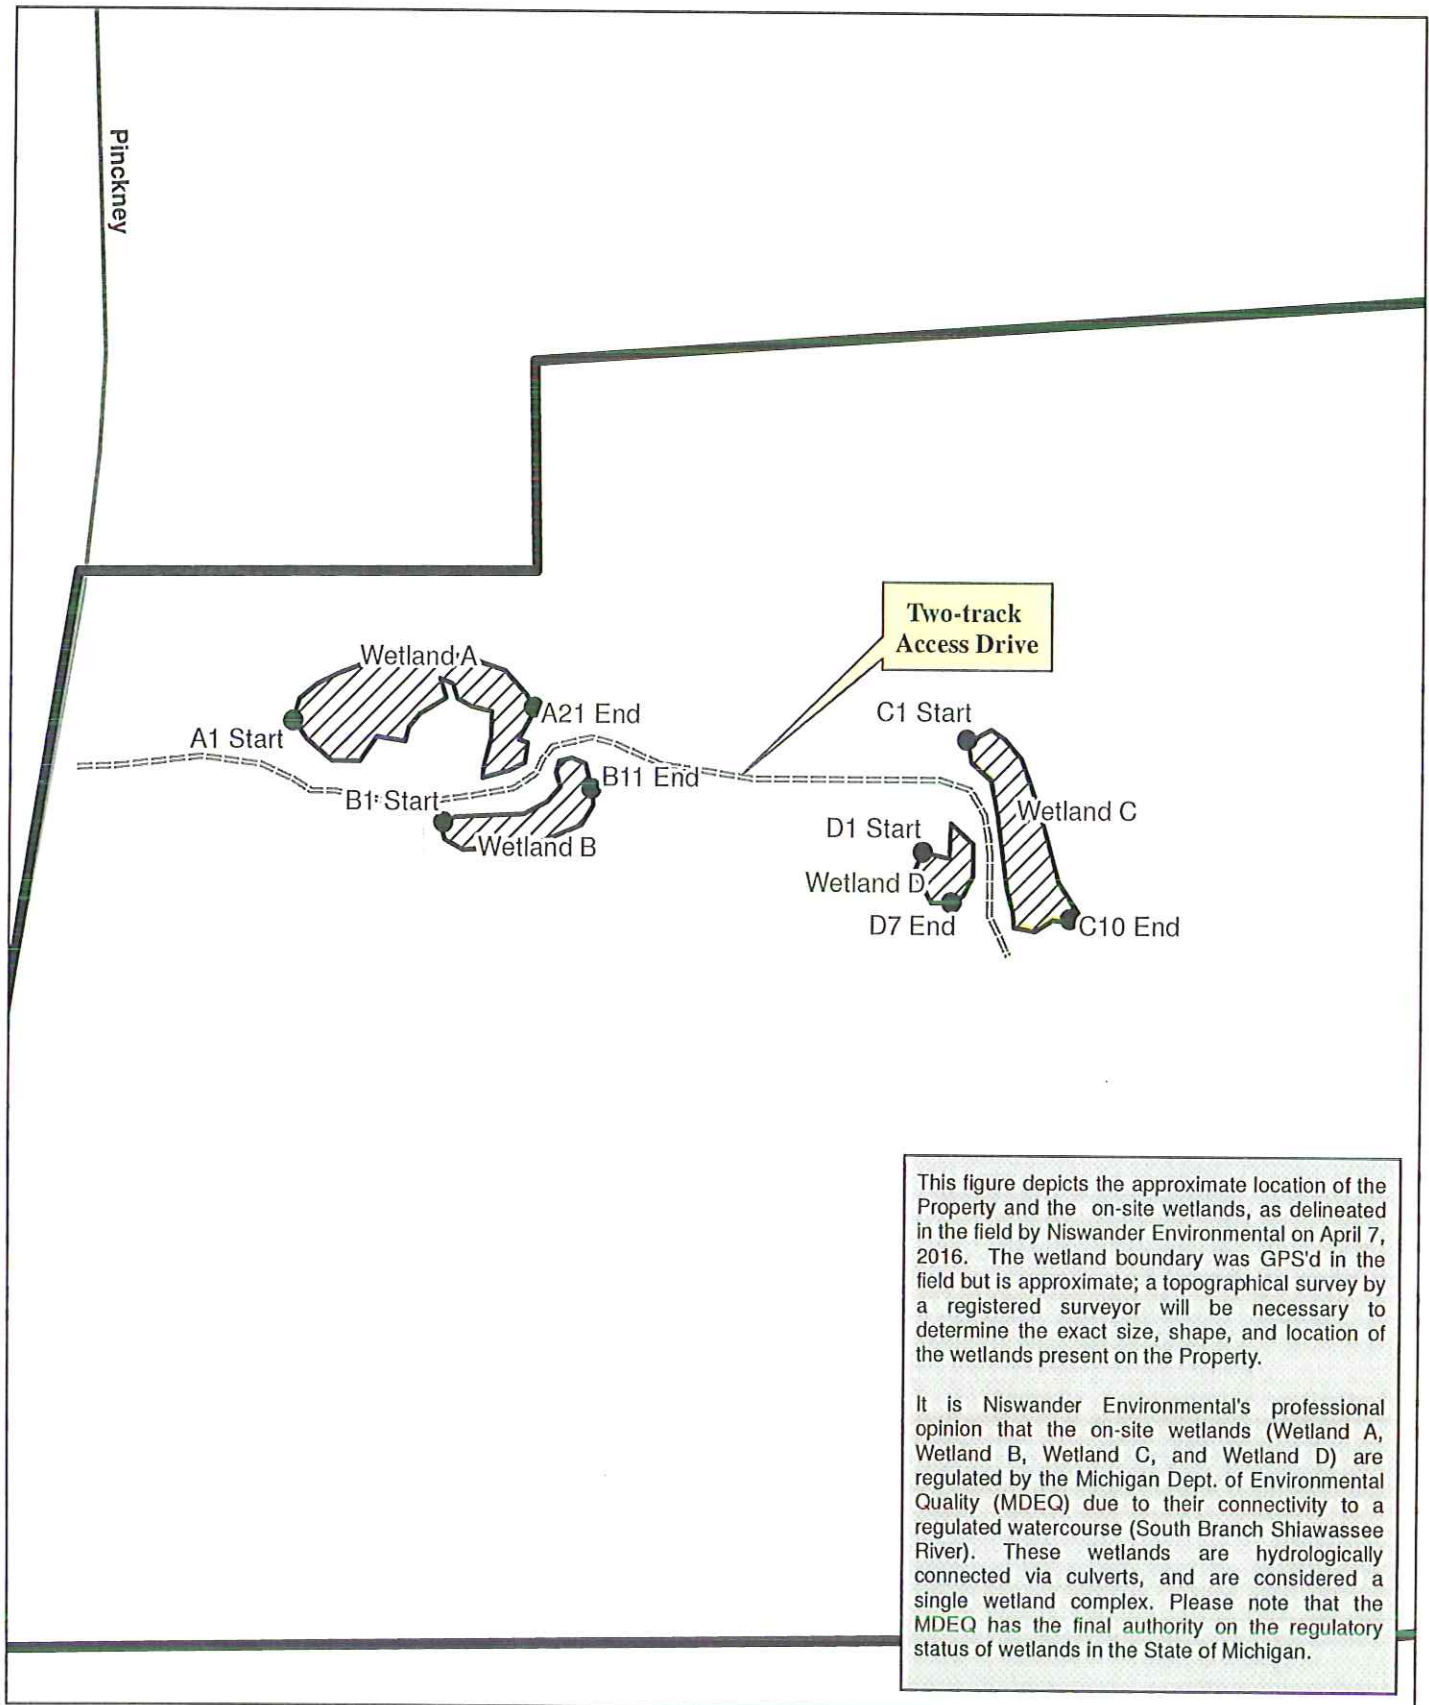 Pinckney
Two-track
Access Drive
Wetland A
A21 End
C1 Start
A1 Start
B11 End
B1 Start
Wetland C
D1 Start
Wetland B
Wetland D
D7 End
C10 End
This figure depicts the approximate location of the
Property and the on-site wetlands, as delineated
in the field by Niswander Environmental on April 7,
2016. The wetland boundary was GPS'd in the
field but is approximate; a topographical survey by
a registered surveyor will be necessary to
determine the exact size, shape, and location of
the wetlands present on the Property.
It is Niswander Environmental's professional
opinion that the on-site wetlands (Wetland A,
Wetland B, Wetland C, and Wetland D) are
regulated by the Michigan Dept. of Environmental
Quality (MDEQ) due to their connectivity to a
regulated watercourse (South Branch Shiawassee
River). These wetlands are hydrologically
connected via culverts, and are considered a
single wetland complex. Please note that the
MDEQ has the final authority on the regulatory
status of wetlands in the State of Michigan.